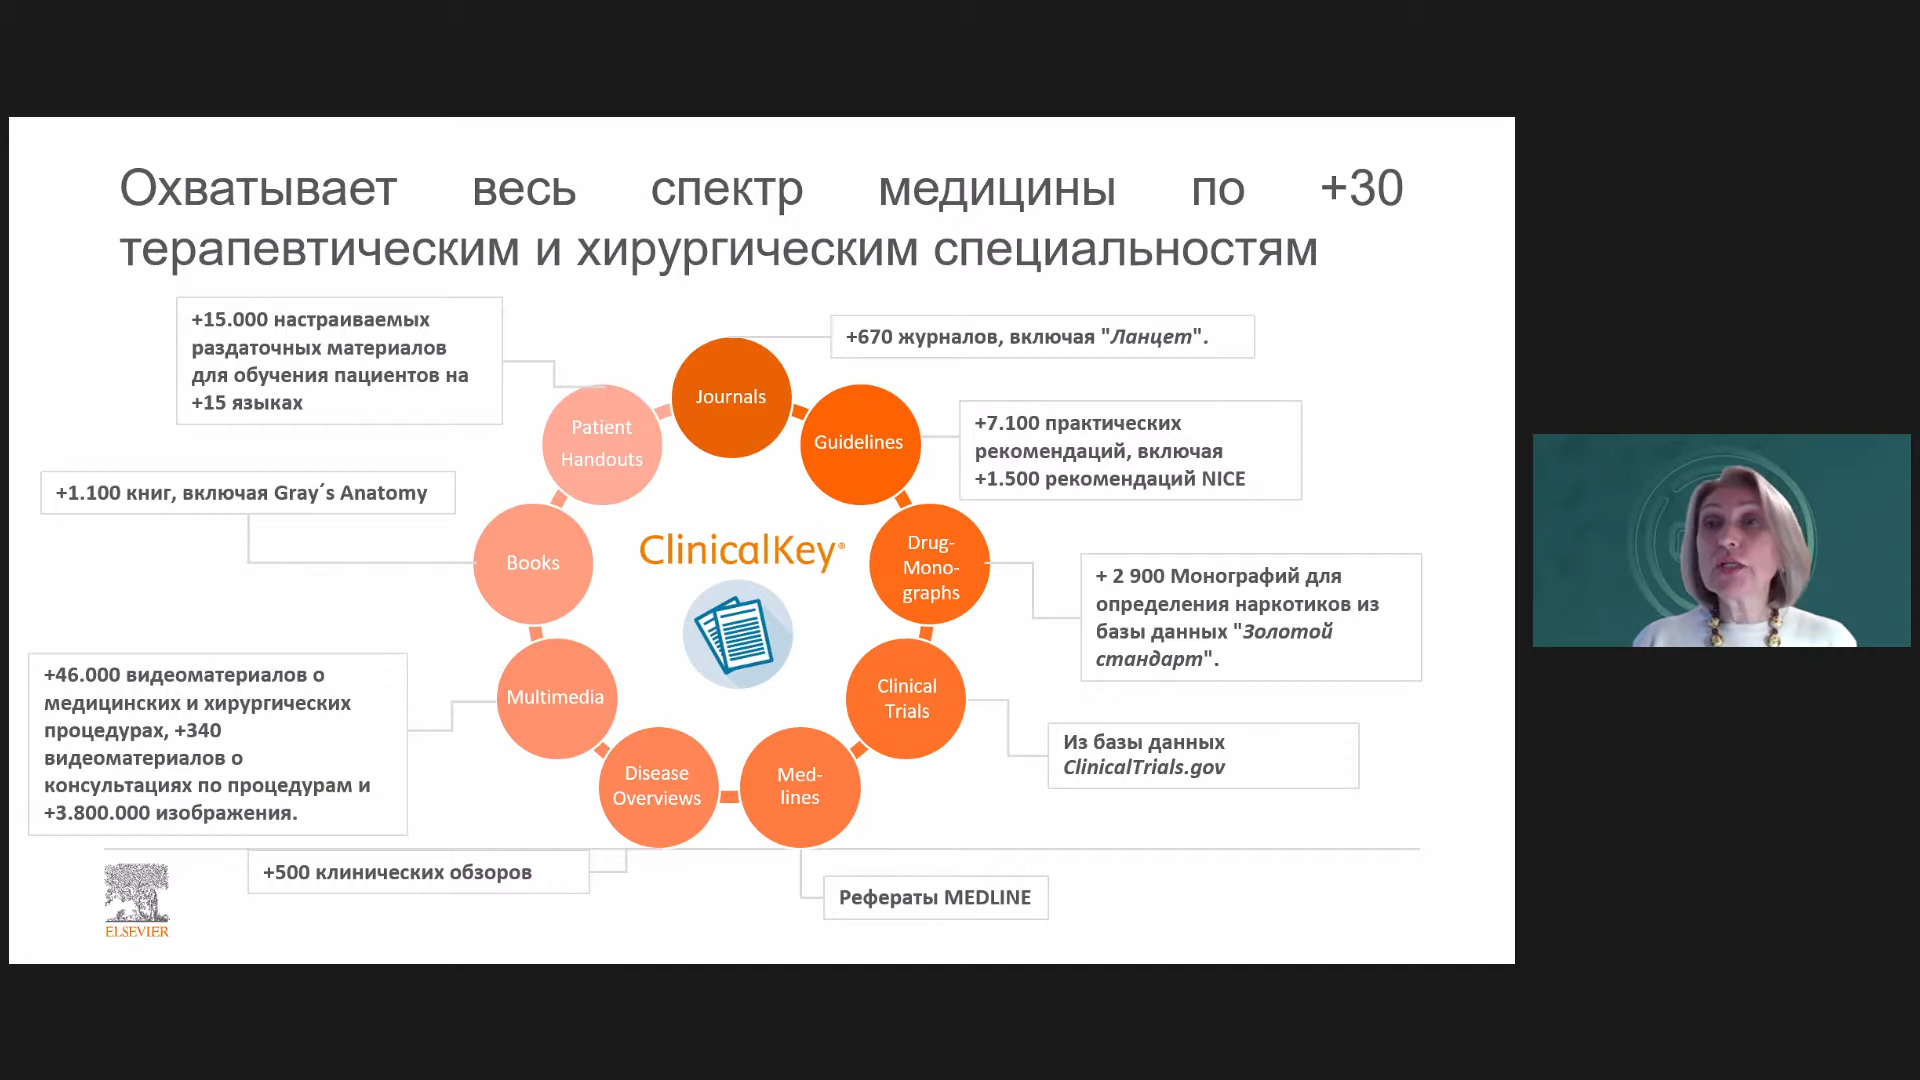 Охватывает весь спектр медицины по +30
терапевтическим и хирургическим специальностям
+15.000 настраиваемых
раздаточных материалов
для обучения пациентов на
+15 языках
+670 журналов, включая "Ланцет".
Journals
Patient
Handouts
Guidelines
+7.100 практических
рекомендаций, включая
+1.500 рекомендаций NICE
+1.100 книг, включая Gray´s Anatomy
Books
ClinicalKey®
Drug-
Mono-
graphs
+ 2 900 Монографий для
определения наркотиков из
базы данных "Золотой
стандарт".
+46.000 видеоматериалов о
медицинских и хирургических
процедурах, +340
видеоматериалов о
консультациях по процедурам и
+3.800.000 изображения.
Multimedia
Clinical
Trials
Из базы данных
ClinicalTrials.gov
Disease
Overviews
Med-
lines
+500 клинических обзоров
Рефераты MEDLINE
ELSEVIER